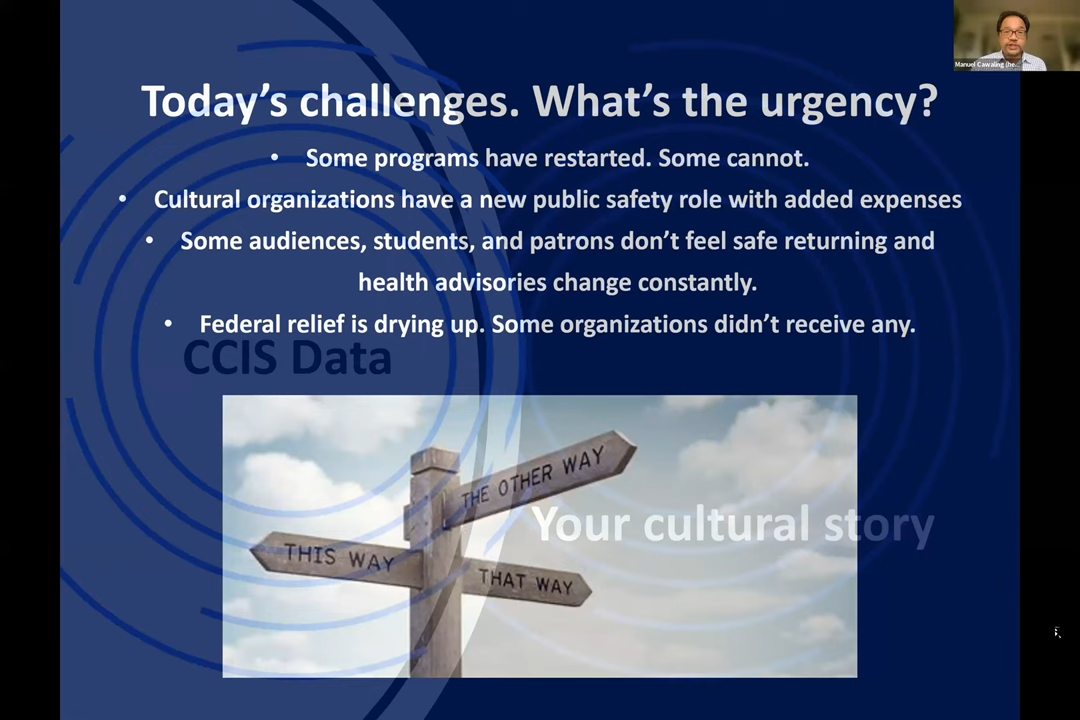 Manuel Cawaling (he...
Today's challenges. What's the urgency?
• Some programs have restarted. Some cannot.
• Cultural organizations have a new public safety role with added expenses
• Some audiences, students, and patrons don't feel safe returning and
health advisories change constantly.
• Federal relief is drying up. Some organizations didn't receive any.
CCIS Data
THE OTHER WAY
Your cultural story
THIS WAY
THAT WAY